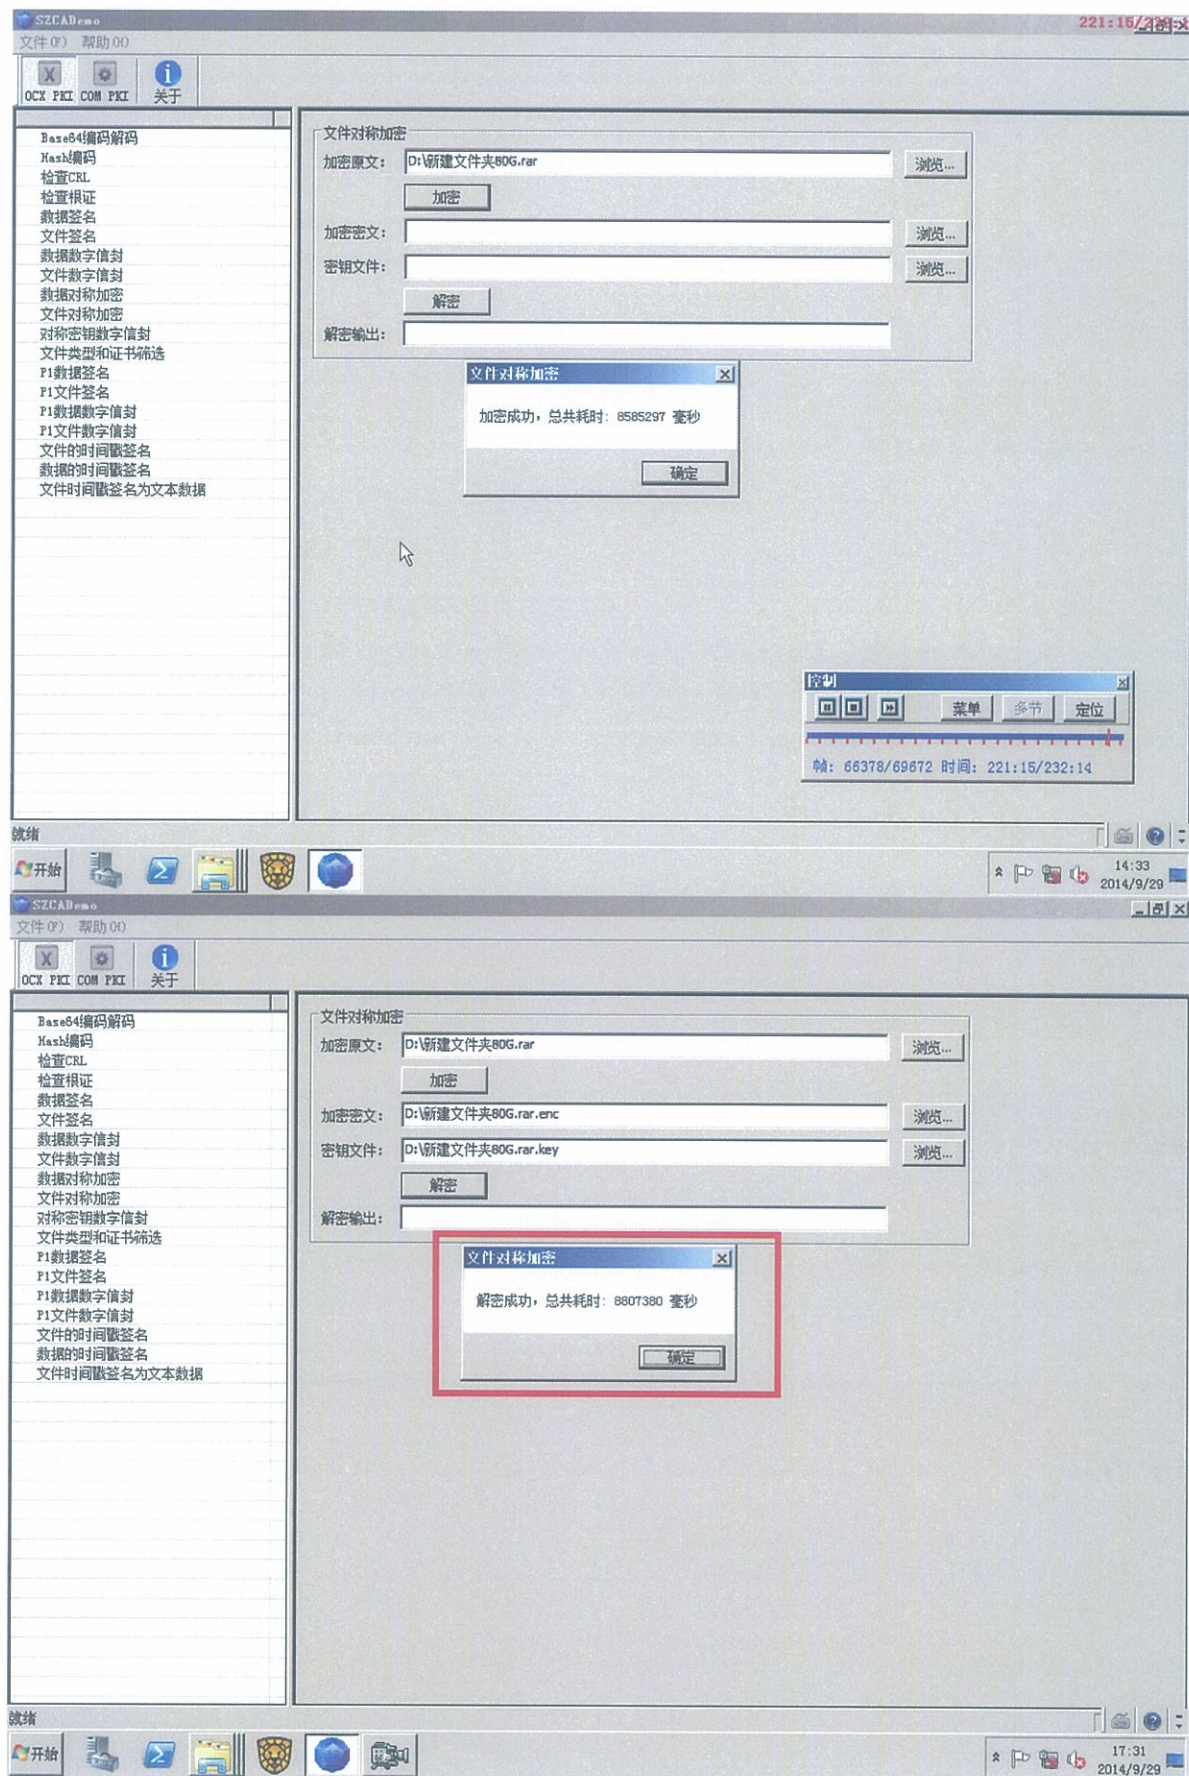 SZCADemo
221:15/232:1
文件(F) 帮助(H)
OCX PKI COM PKI 关于
Base64编码解码
Hash编码
检查CRL
检查根证
数据签名
文件签名
数据数字信封
文件数字信封
数据对称加密
文件对称加密
对称密钥数字信封
文件类型和证书筛选
P1数据签名
P1文件签名
P1数据数字信封
P1文件数字信封
文件的时间戳签名
数据的时间戳签名
文件时间戳签名为文本数据
文件对称加密
加密原文: D:\新建文件夹80G.rar 浏览...
加密
加密密文: 浏览...
密钥文件: 浏览...
解密
解密输出:
文件对称加密
加密成功，总共耗时: 8585297 毫秒
确定
控制
菜单 多节 定位
帧: 66378/69672 时间: 221:15/232:14
就绪
开始
14:33
2014/9/29
SZCADemo
文件(F) 帮助(H)
OCX PKI COM PKI 关于
Base64编码解码
Hash编码
检查CRL
检查根证
数据签名
文件签名
数据数字信封
文件数字信封
数据对称加密
文件对称加密
对称密钥数字信封
文件类型和证书筛选
P1数据签名
P1文件签名
P1数据数字信封
P1文件数字信封
文件的时间戳签名
数据的时间戳签名
文件时间戳签名为文本数据
文件对称加密
加密原文: D:\新建文件夹80G.rar 浏览...
加密
加密密文: D:\新建文件夹80G.rar.enc 浏览...
密钥文件: D:\新建文件夹80G.rar.key 浏览...
解密
解密输出:
文件对称加密
解密成功，总共耗时: 8807380 毫秒
确定
就绪
开始
17:31
2014/9/29